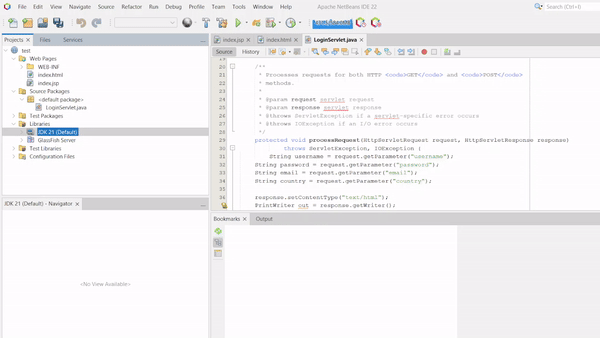 File Edit View Navigate Source Refactor Run Debug Profile Team Tools Window Help
Apache NetBeans IDE 22
Search (Ctrl+I)
Projects
Files
Services
test
Web Pages
WEB-INF
index.html
index.jsp
Source Packages
<default package>
LoginServlet.java
Test Packages
Libraries
JDK 21 (Default)
GlassFish Server
Test Libraries
Configuration Files
JDK 21 (Default) - Navigator
<No View Available>
index.jsp
index.html
LoginServlet.java
Source
History
/**
* Processes requests for both HTTP <code>GET</code> and <code>POST</code>
* methods.
*
* @param request servlet request
* @param response servlet response
* @throws ServletException if a servlet-specific error occurs
* @throws IOException if an I/O error occurs
*/
protected void processRequest(HttpServletRequest request, HttpServletResponse response)
throws ServletException, IOException {
String username = request.getParameter("username");
String password = request.getParameter("password");
String email = request.getParameter("email");
String country = request.getParameter("country");
response.setContentType("text/html");
PrintWriter out = response.getWriter();
Bookmarks
Output